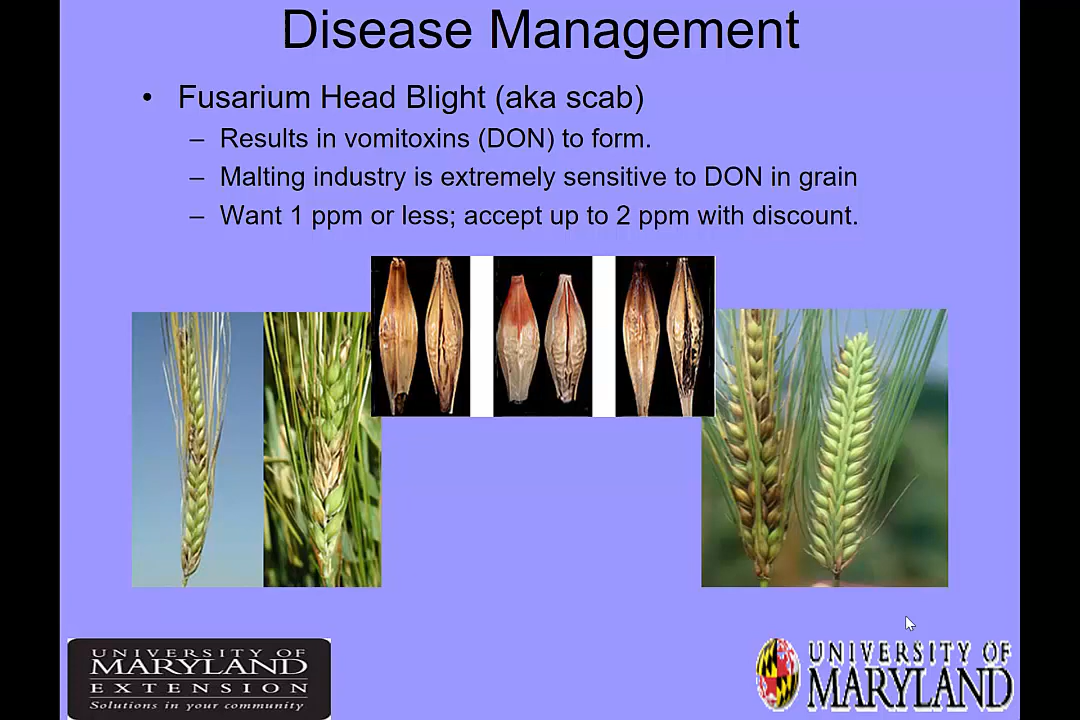 Disease Management
• Fusarium Head Blight (aka scab)
– Results in vomitoxins (DON) to form.
– Malting industry is extremely sensitive to DON in grain
– Want 1 ppm or less; accept up to 2 ppm with discount.
UNIVERSITY OF
MARYLAND
EXTENSION
Solutions in your community
UNIVERSITY OF
MARYLAND